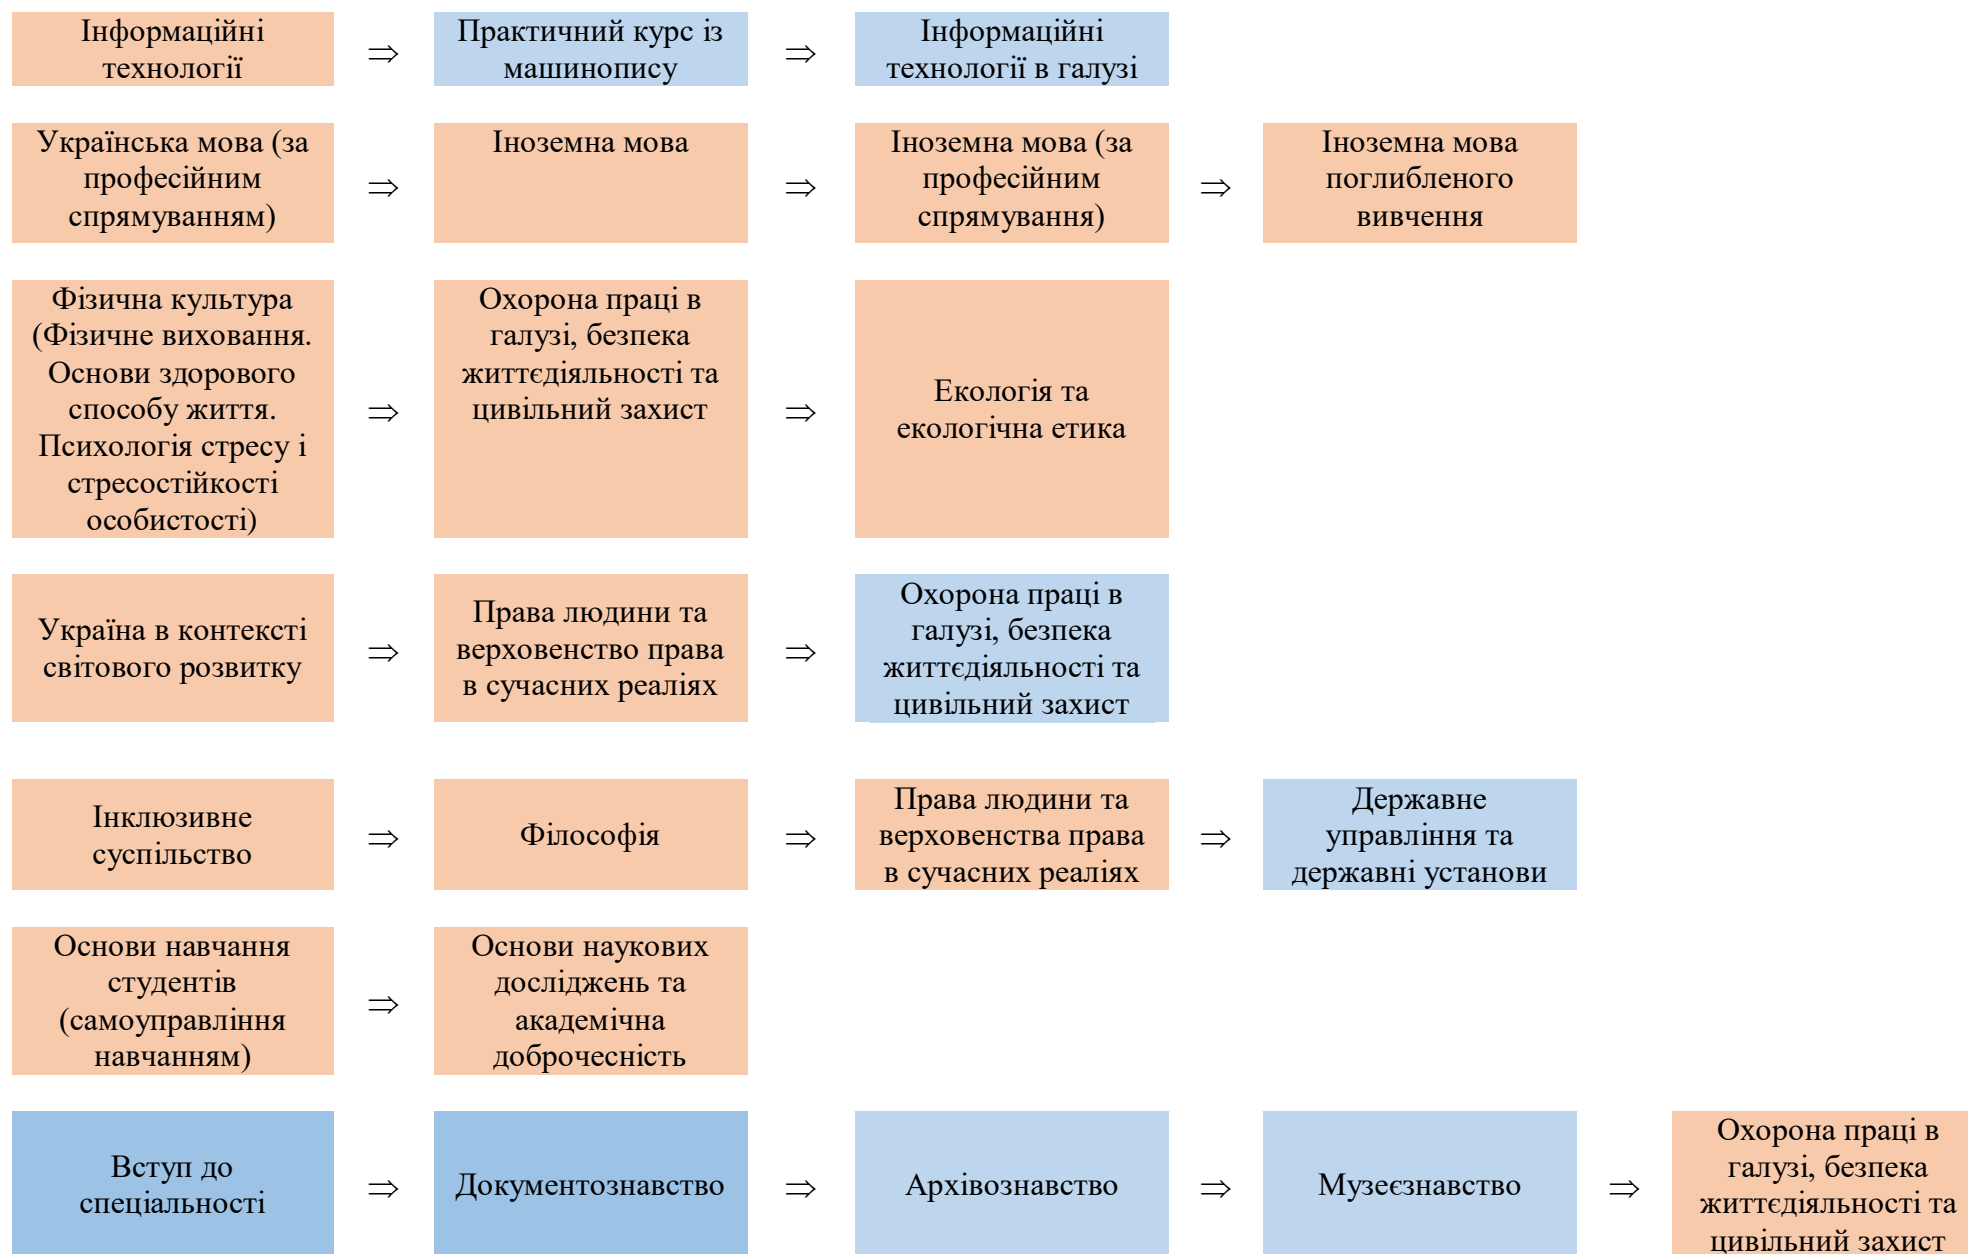 Інформаційні
технології
⇒
Практичний курс із
машинопису
⇒
Інформаційні
технології в галузі
Українська мова (за
професійним
спрямуванням)
⇒
Іноземна мова
⇒
Іноземна мова (за
професійним
спрямування)
⇒
Іноземна мова
поглибленого
вивчення
Фізична культура
(Фізичне виховання.
Основи здорового
способу життя.
Психологія стресу і
стресостійкості
особистості)
⇒
Охорона праці в
галузі, безпека
життєдіяльності та
цивільний захист
⇒
Екологія та
екологічна етика
Україна в контексті
світового розвитку
⇒
Права людини та
верховенство права
в сучасних реаліях
⇒
Охорона праці в
галузі, безпека
життєдіяльності та
цивільний захист
Інклюзивне
суспільство
⇒
Філософія
⇒
Права людини та
верховенства права
в сучасних реаліях
⇒
Державне
управління та
державні установи
Основи навчання
студентів
(самоуправління
навчанням)
⇒
Основи наукових
досліджень та
академічна
доброчесність
Вступ до
спеціальності
⇒
Документознавство
⇒
Архівознавство
⇒
Музеєзнавство
⇒
Охорона праці в
галузі, безпека
життєдіяльності та
цивільний захист